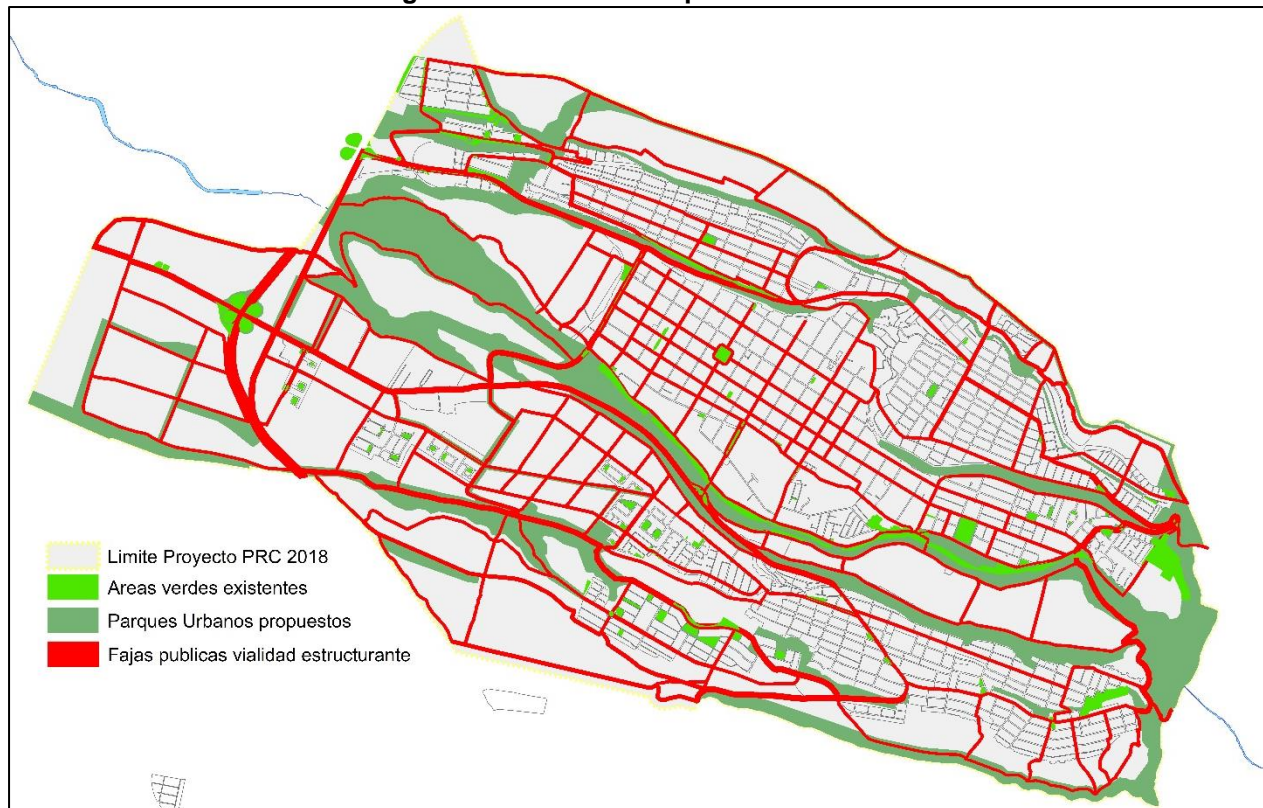 Limite Proyecto PRC 2018
Areas verdes existentes
Parques Urbanos propuestos
Fajas publicas vialidad estructurante